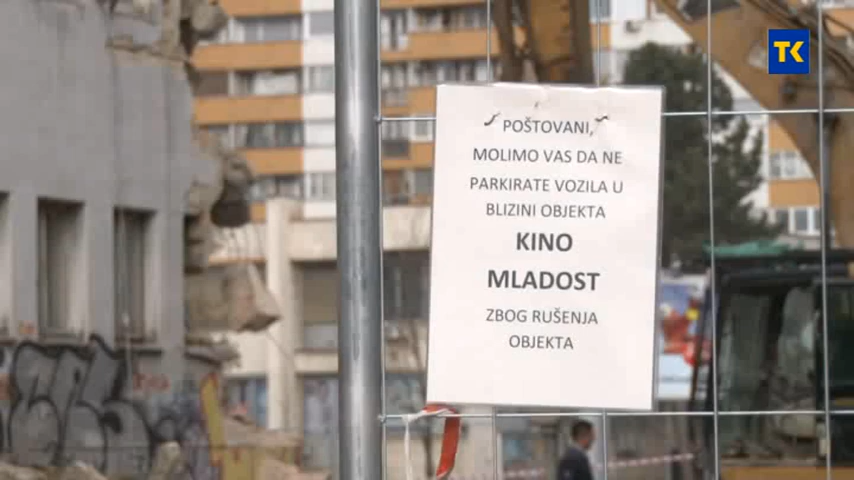 TK
POŠTOVANI,
MOLIMO VAS DA NE
PARKIRATE VOZILA U
BLIZINI OBJEKTA
KINO
MLADOST
ZBOG RUŠENJA
OBJEKTA